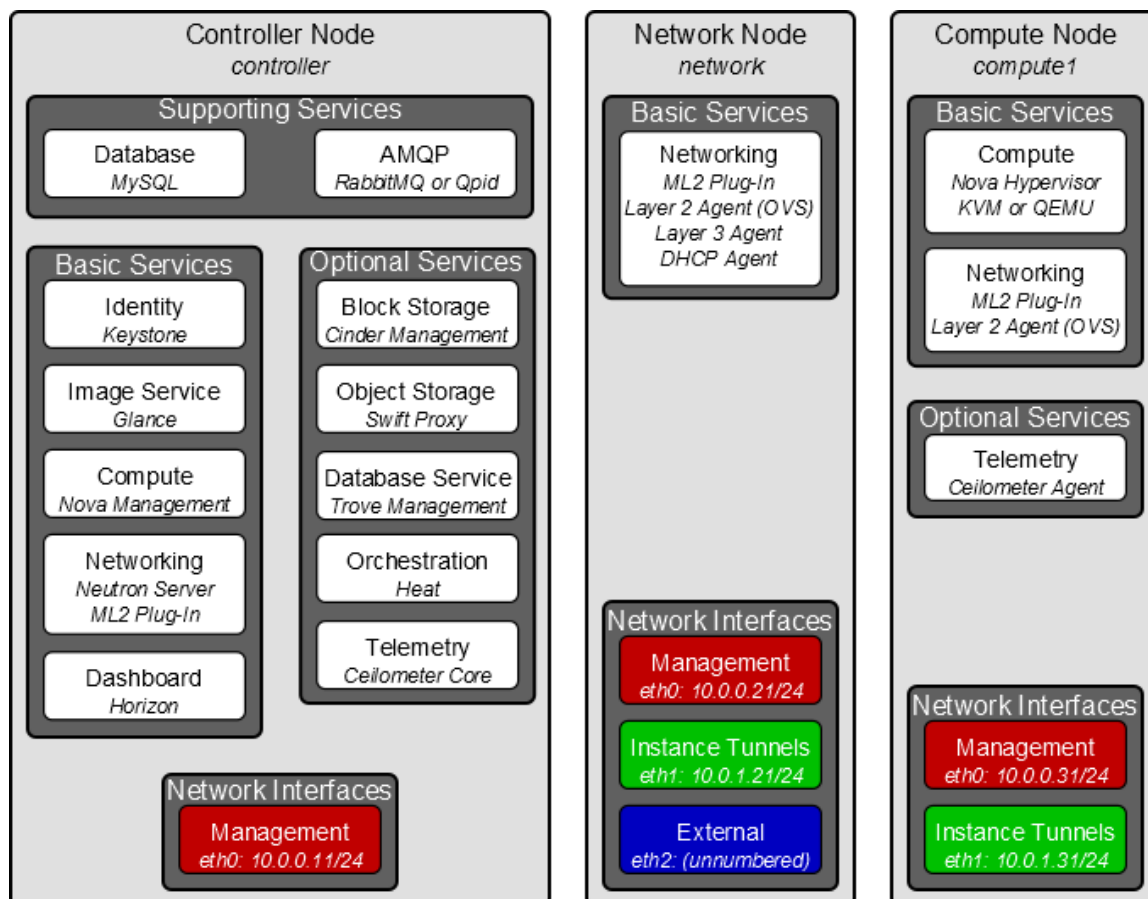 Controller Node
controller
Supporting Services
Database
MySQL
AMQP
RabbitMQ or Qpid
Basic Services
Identity
Keystone
Image Service
Glance
Compute
Nova Management
Networking
Neutron Server
ML2 Plug-In
Dashboard
Horizon
Optional Services
Block Storage
Cinder Management
Object Storage
Swift Proxy
Database Service
Trove Management
Orchestration
Heat
Telemetry
Ceilometer Core
Network Interfaces
Management
eth0: 10.0.0.11/24
Network Node
network
Basic Services
Networking
ML2 Plug-In
Layer 2 Agent (OVS)
Layer 3 Agent
DHCP Agent
Network Interfaces
Management
eth0: 10.0.0.21/24
Instance Tunnels
eth1: 10.0.1.21/24
External
eth2: (unnumbered)
Compute Node
compute1
Basic Services
Compute
Nova Hypervisor
KVM or QEMU
Networking
ML2 Plug-In
Layer 2 Agent (OVS)
Optional Services
Telemetry
Ceilometer Agent
Network Interfaces
Management
eth0: 10.0.0.31/24
Instance Tunnels
eth1: 10.0.1.31/24